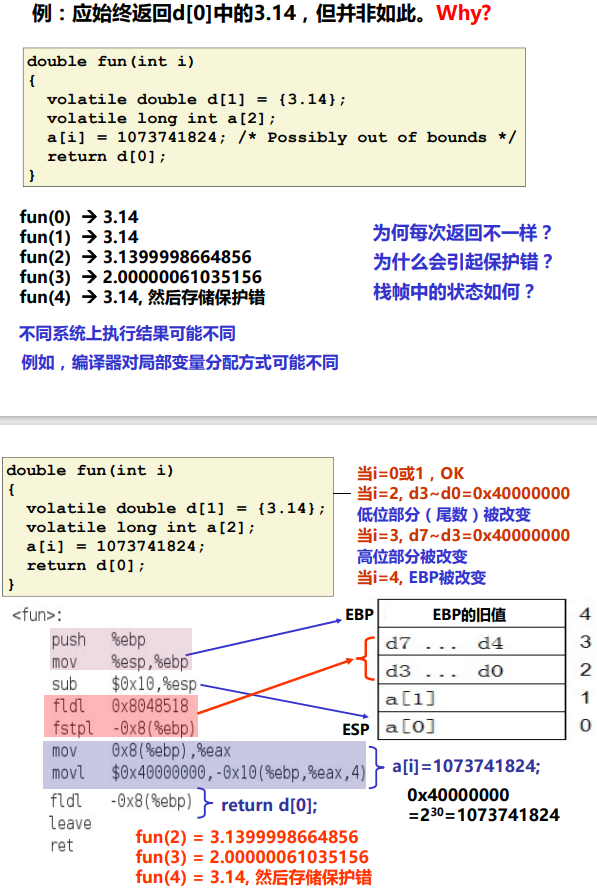 例：应始终返回d[0]中的3.14，但并非如此。Why?
double fun(int i)
{
volatile double d[1] = {3.14};
volatile long int a[2];
a[i] = 1073741824; /* Possibly out of bounds */
return d[0];
}
fun(0) → 3.14
fun(1) → 3.14
fun(2) → 3.1399998664856
fun(3) → 2.00000061035156
fun(4) → 3.14, 然后存储保护错
为何每次返回不一样？
为什么会引起保护错？
栈帧中的状态如何？
不同系统上执行结果可能不同
例如，编译器对局部变量分配方式可能不同
double fun(int i)
{
volatile double d[1] = {3.14};
volatile long int a[2];
a[i] = 1073741824;
return d[0];
}
当i=0或1，OK
当i=2, d3~d0=0x40000000
低位部分（尾数）被改变
当i=3, d7~d3=0x40000000
高位部分被改变
当i=4, EBP被改变
<fun>:
push %ebp
mov %esp,%ebp
sub $0x10,%esp
fldl 0x8048518
fstpl -0x8(%ebp)
mov 0x8(%ebp),%eax
movl $0x40000000,-0x10(%ebp,%eax,4)
fldl -0x8(%ebp)
leave
ret
return d[0];
EBP
EBP的旧值 4
d7 ... d4 3
d3 ... d0 2
a[1] 1
ESP
a[0] 0
a[i]=1073741824;
0x40000000
=2³⁰=1073741824
fun(2) = 3.1399998664856
fun(3) = 2.00000061035156
fun(4) = 3.14, 然后存储保护错